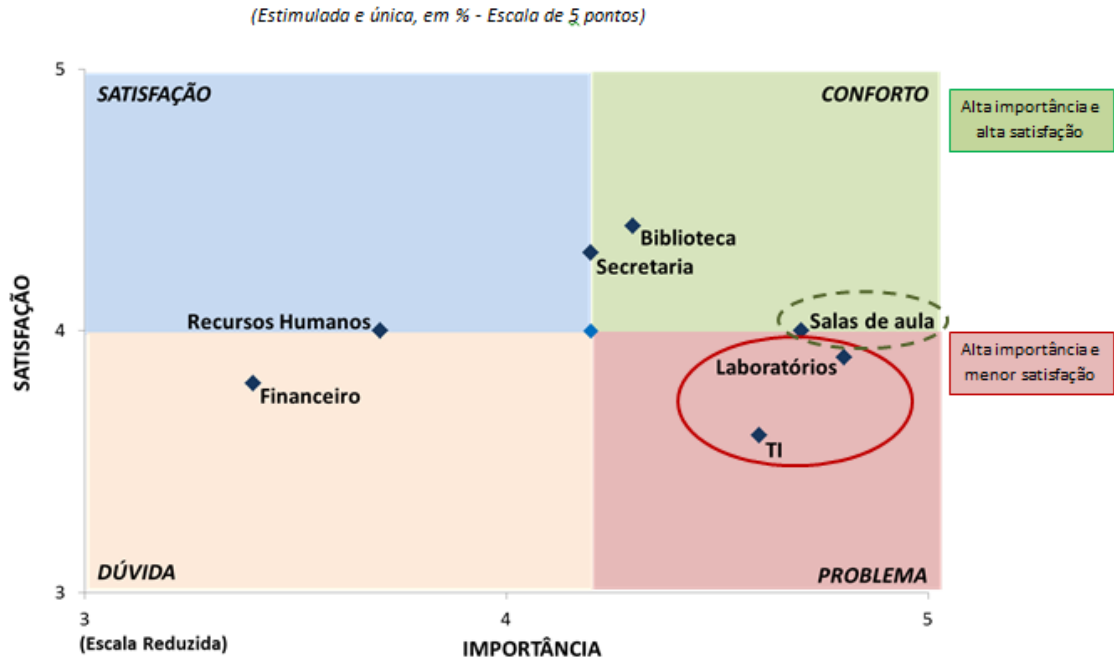 (Estimulada e única, em % - Escala de 5 pontos)
5
SATISFAÇÃO
CONFORTO
Alta importância e
alta satisfação
Biblioteca
Secretaria
SATISFAÇÃO
4
Recursos Humanos
Salas de aula
Alta importância e
menor satisfação
Laboratórios
Financeiro
TI
DÚVIDA
PROBLEMA
3
3
4
5
(Escala Reduzida)
IMPORTÂNCIA